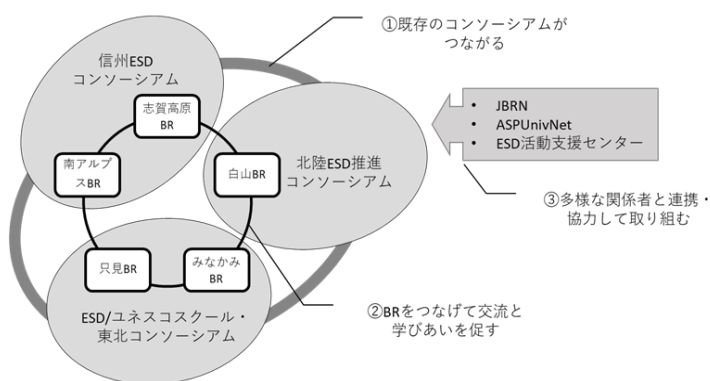 ①既存のコンソーシアムが
つながる
信州ESD
コンソーシアム
志賀高原
BR
南アルプ
スBR
白山BR
北陸ESD推進
コンソーシアム
• JBRN
• ASPUnivNet
• ESD活動支援センター
③多様な関係者と連携・
協力して取り組む
只見BR
みなかみ
BR
ESD/ユネスコスクール・
東北コンソーシアム
②BRをつなげて交流と
学びあいを促す